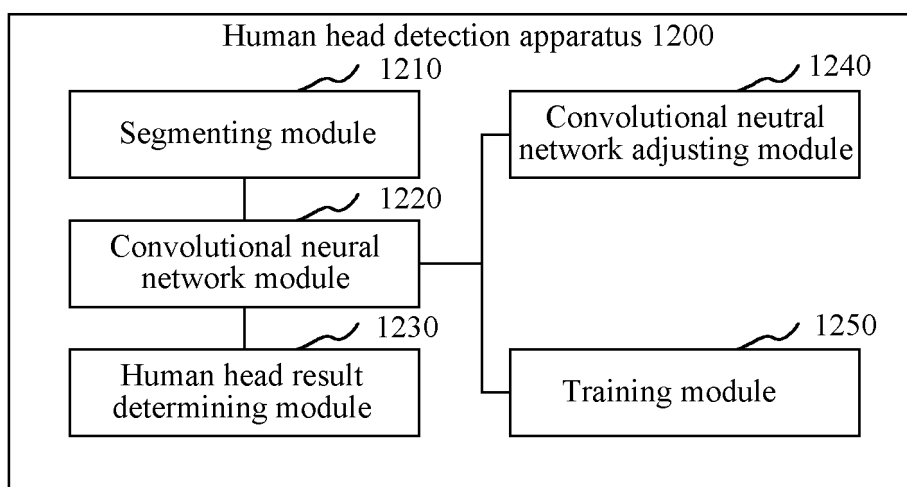 Human head detection apparatus 1200
1210
Segmenting module
1220
Convolutional neural
network module
1230
Human head result
determining module
1240
Convolutional neutral
network adjusting module
1250
Training module